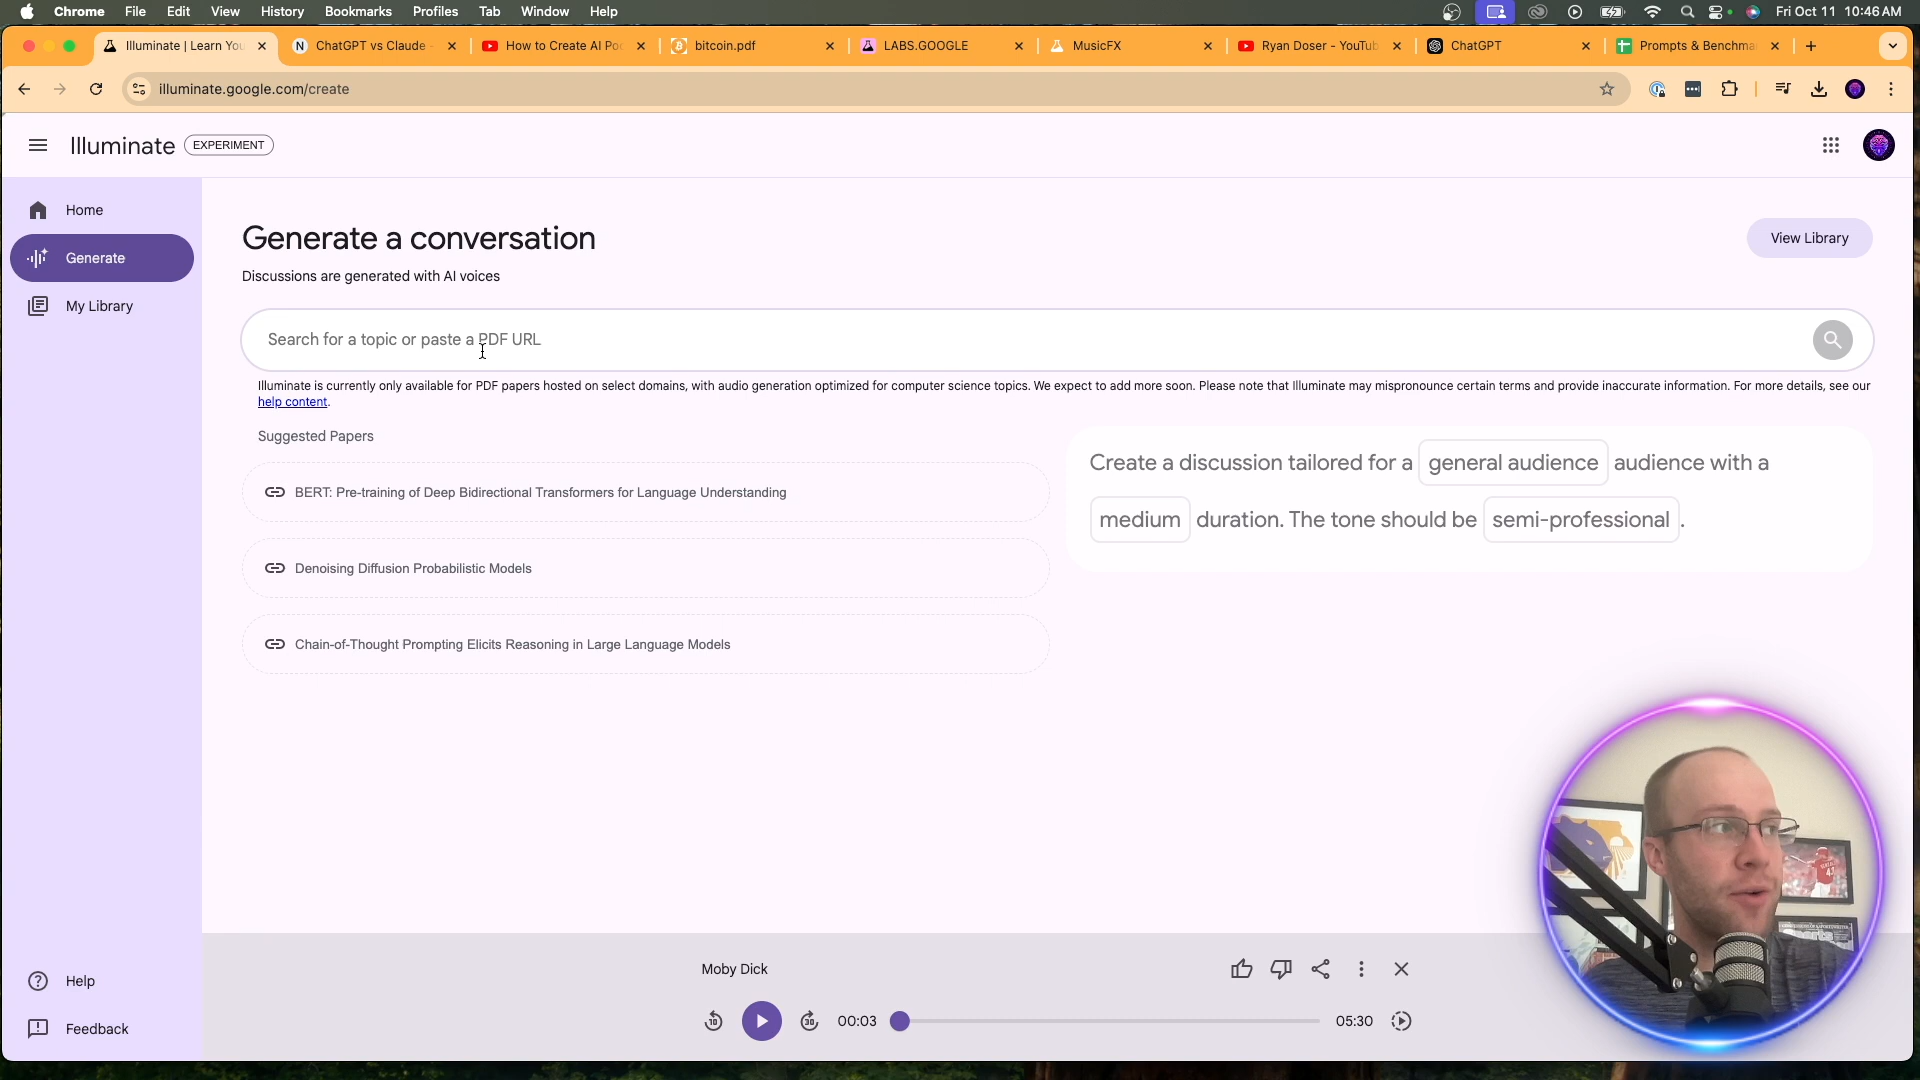 Chrome File Edit View History Bookmarks Profiles Tab Window Help Fri Oct 11 10:46 AM
Illuminate | Learn You ChatGPT vs Claude - How to Create AI Po bitcoin.pdf LABS.GOOGLE MusicFX Ryan Doser - YouTub ChatGPT Prompts & Benchma
illuminate.google.com/create
Illuminate EXPERIMENT
Home
Generate
My Library
Help
Feedback
Generate a conversation
View Library
Discussions are generated with AI voices
Search for a topic or paste a PDF URL
Illuminate is currently only available for PDF papers hosted on select domains, with audio generation optimized for computer science topics. We expect to add more soon. Please note that Illuminate may mispronounce certain terms and provide inaccurate information. For more details, see our
help content.
Suggested Papers
BERT: Pre-training of Deep Bidirectional Transformers for Language Understanding
Denoising Diffusion Probabilistic Models
Chain-of-Thought Prompting Elicits Reasoning in Large Language Models
Create a discussion tailored for a general audience audience with a
medium duration. The tone should be semi-professional .
Moby Dick
10 30 00:03 05:30